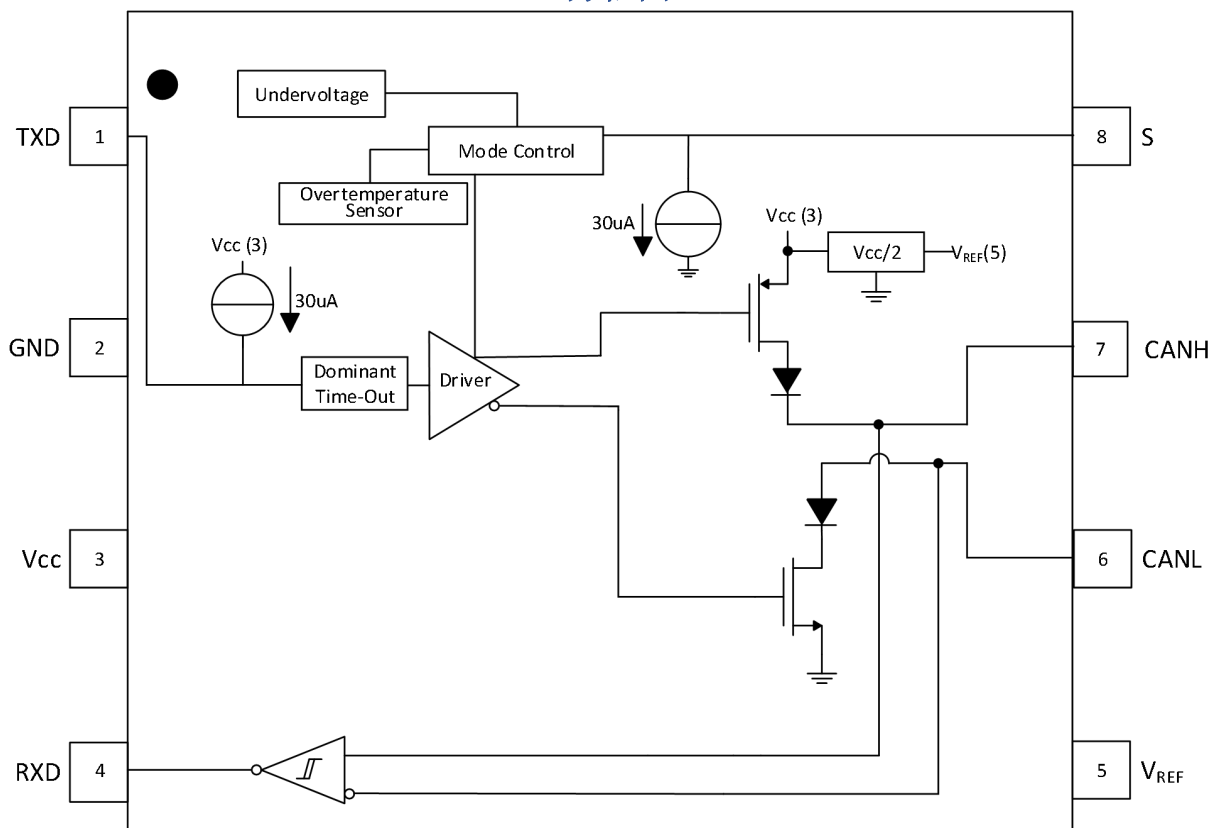 Undervoltage
TXD
1
Mode Control
8
S
Overtemperature
Sensor
30uA
Vcc (3)
Vcc (3)
Vcc/2
VREF(5)
30uA
GND
2
Dominant
Time-Out
Driver
7
CANH
Vcc
3
6
CANL
RXD
4
5
VREF